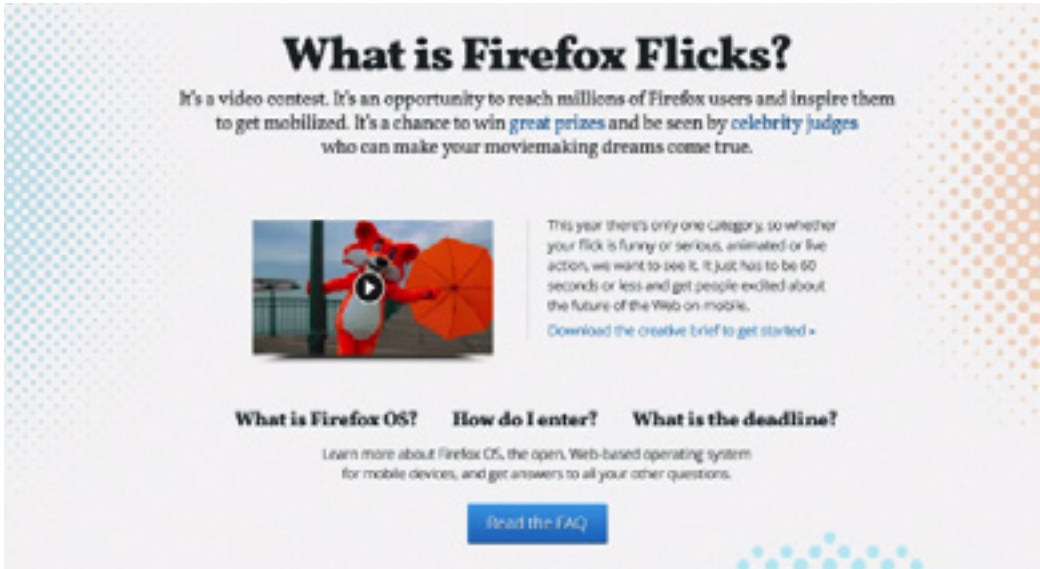 What is Firefox Flicks?
It's a video contest. It's an opportunity to reach millions of Firefox users and inspire them
to get mobilized. It's a chance to win great prizes and be seen by celebrity judges
who can make your moviemaking dreams come true.
This year there's only one category, so whether
your flick is funny or serious, animated or live
action, we want to see it. It just has to be 60
seconds or less and get people excited about
the future of the Web on mobile.
Download the creative brief to get started »
What is Firefox OS? How do I enter? What is the deadline?
Learn more about Firefox OS, the open, Web-based operating system
for mobile devices, and get answers to all your other questions.
Read the FAQ